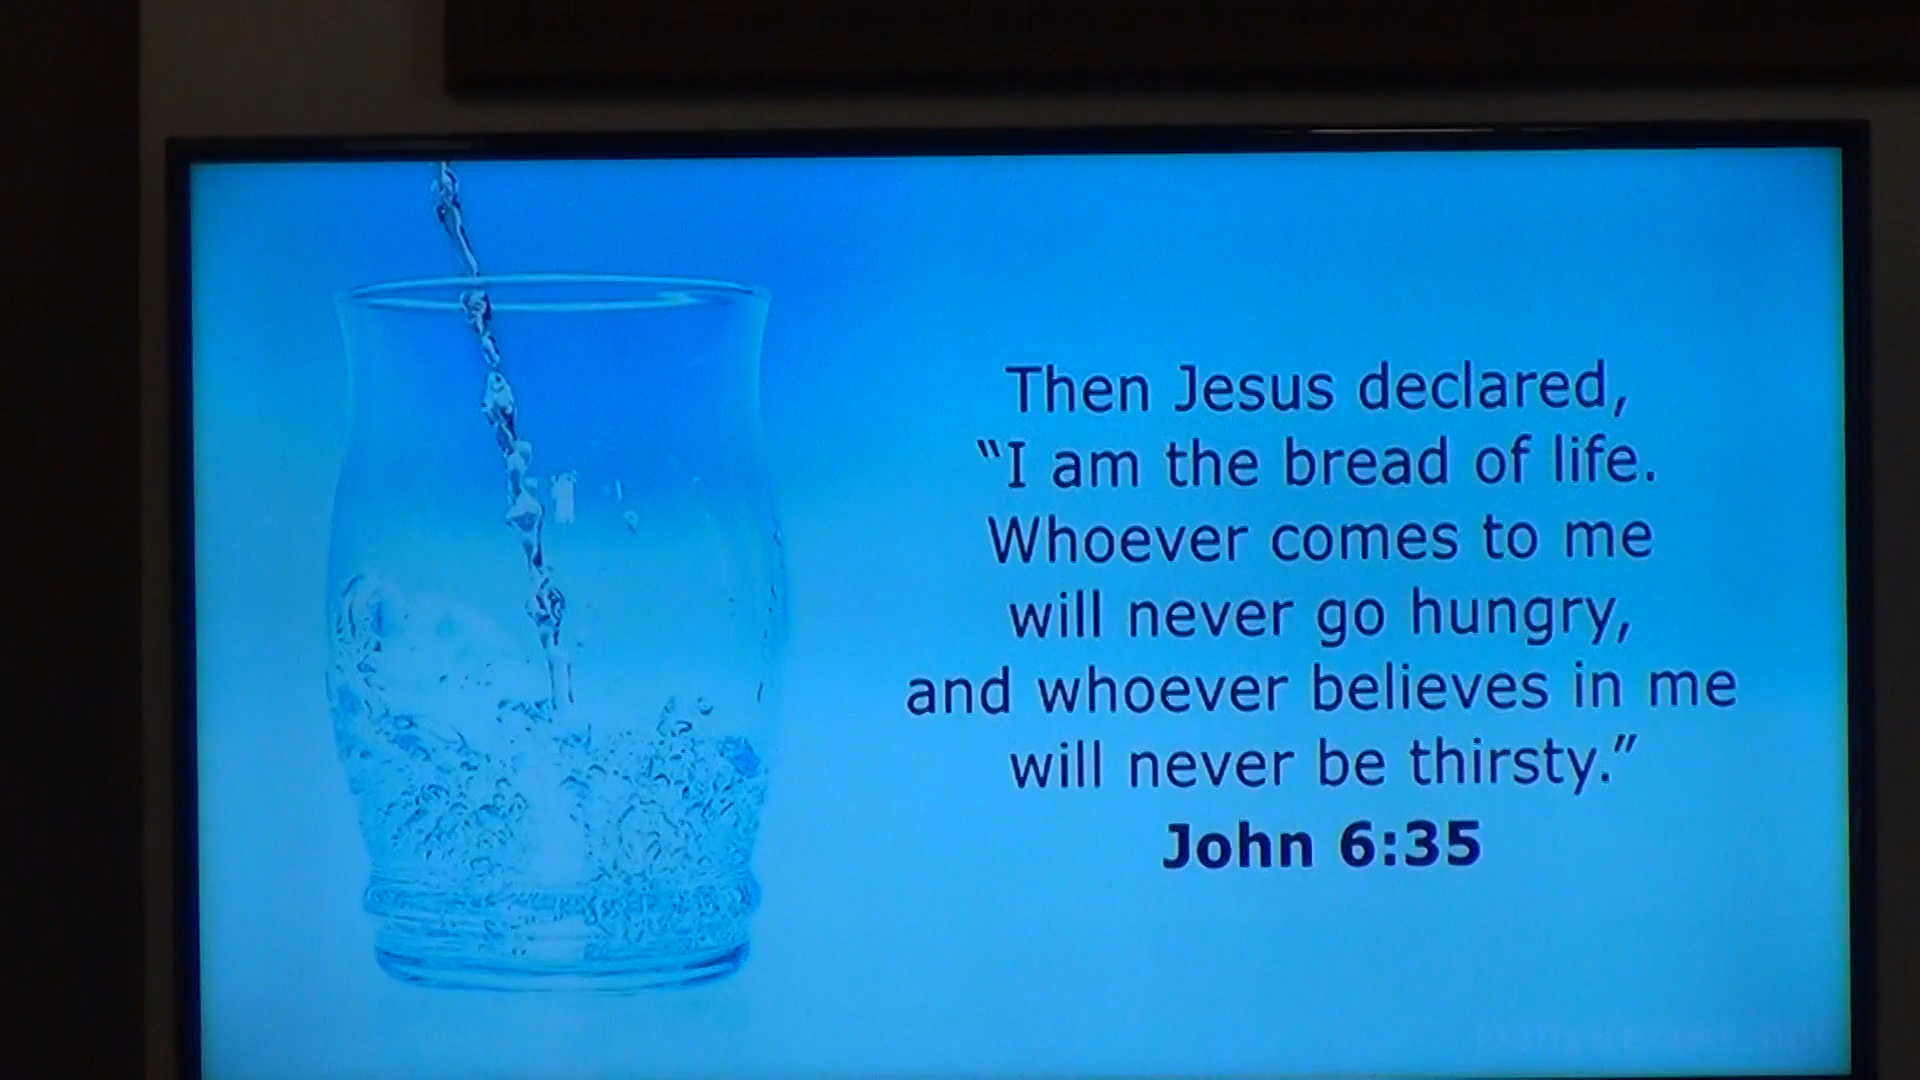 Then Jesus declared,
“I am the bread of life.
Whoever comes to me
will never go hungry,
and whoever believes in me
will never be thirsty.”
John 6:35